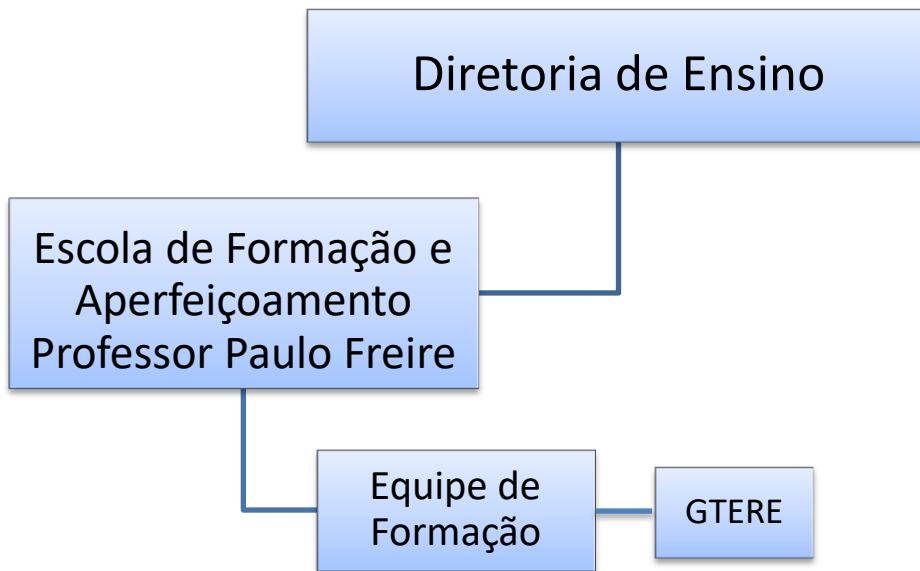 Diretoria de Ensino
Escola de Formação e
Aperfeiçoamento
Professor Paulo Freire
Equipe de
Formação
GTERE